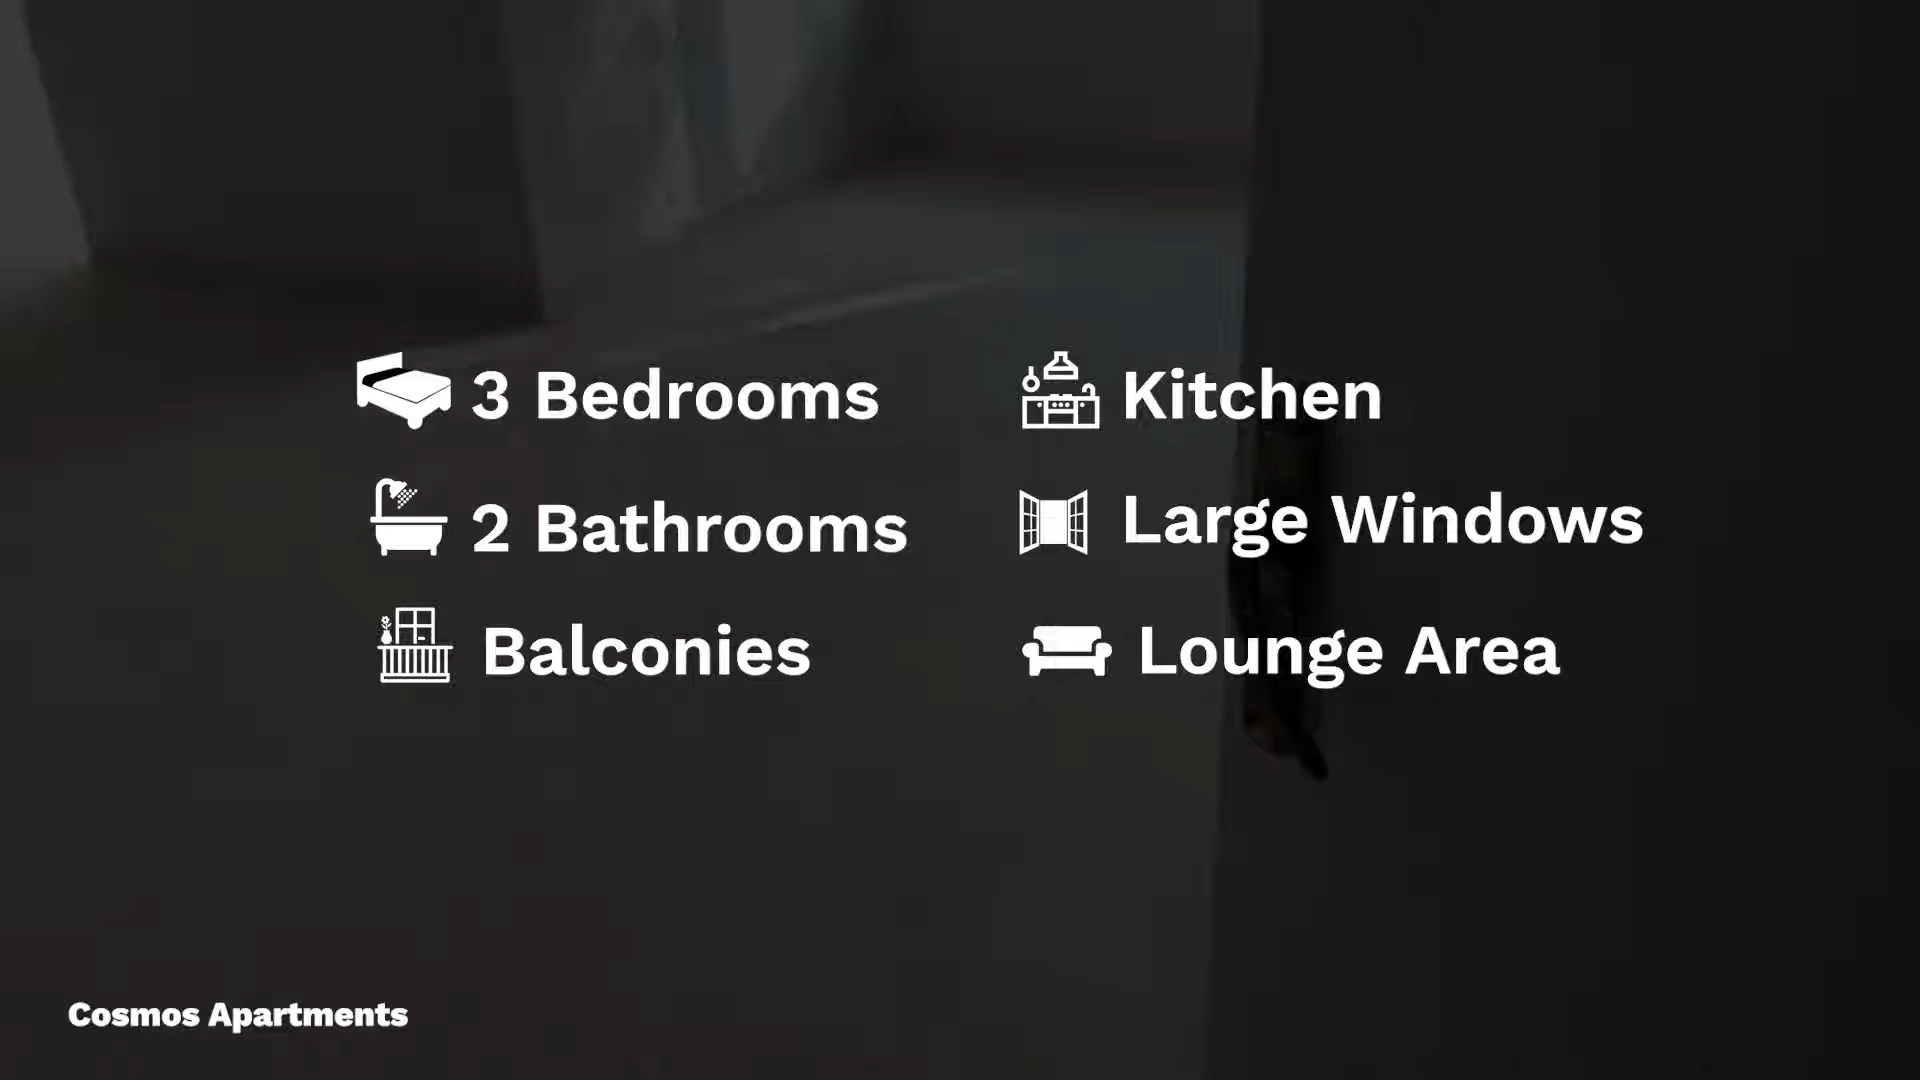 3 Bedrooms
2 Bathrooms
Balconies
Kitchen
Large Windows
Lounge Area
Cosmos Apartments